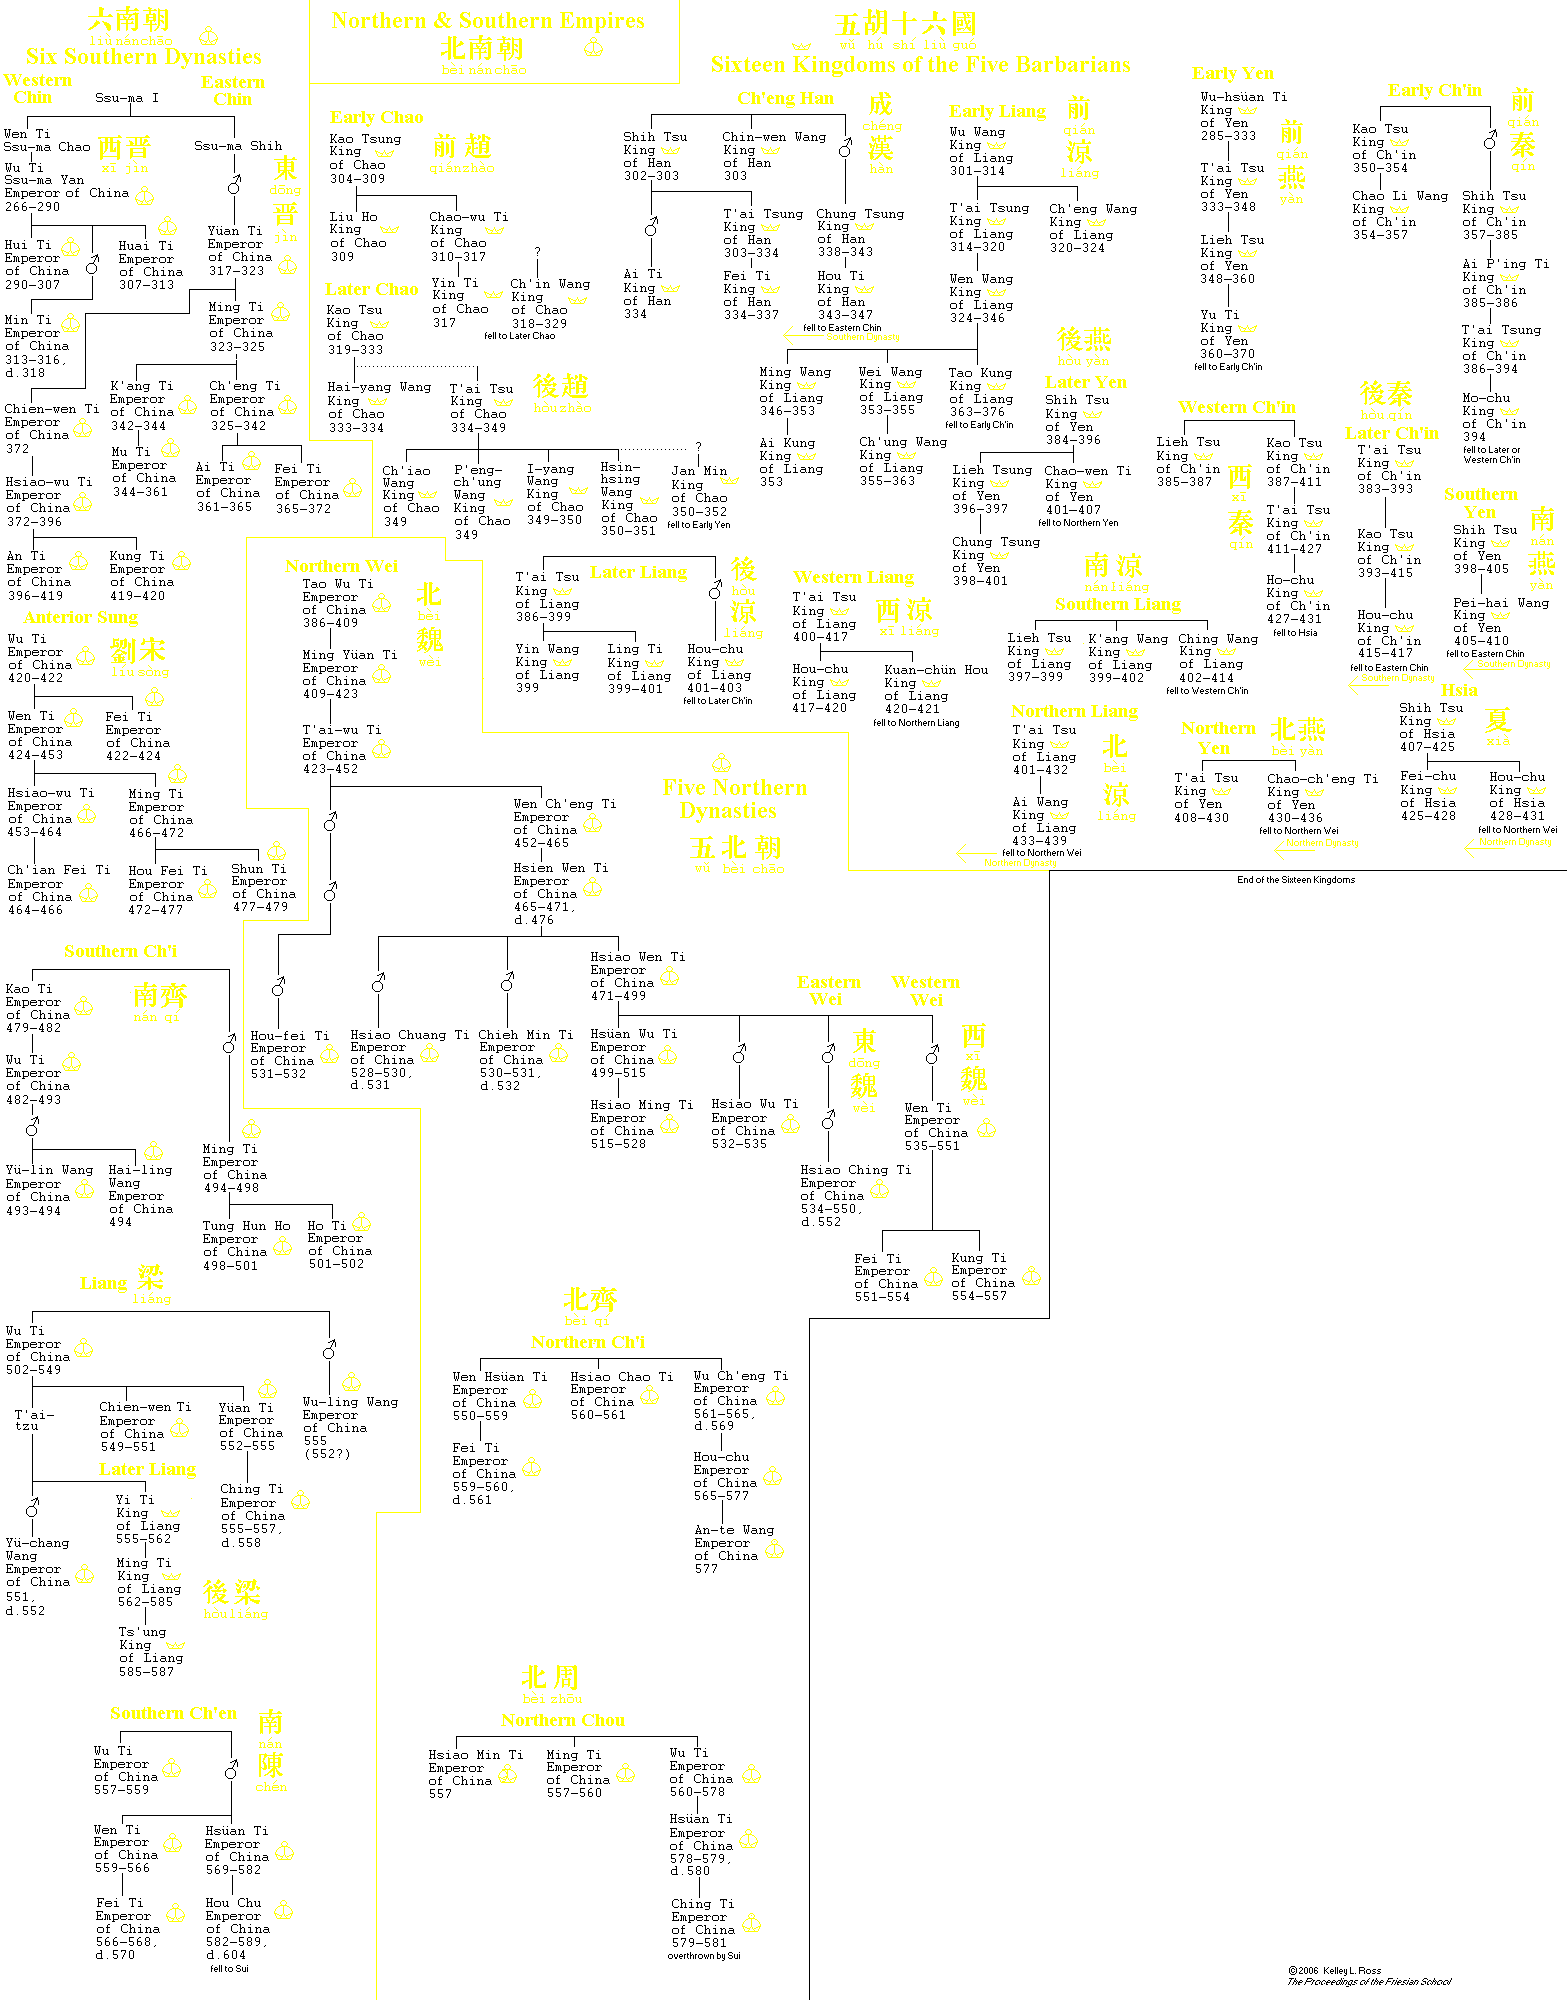 六南朝
liù nánchāo
Six Southern Dynasties
Western
Chin
Eastern
Chin
Ssu-ma I
Wen Ti
Ssu-ma Chao
西晋
xī jìn
Ssu-ma Shih
Wu Ti
Ssu-ma Yan
Emperor of China
266-290
東
dōng
晋
jìn
Hui Ti
Emperor
of China
290-307
Huai Ti
Emperor
of China
307-313
Yüan Ti
Emperor
of China
317-323
Min Ti
Emperor
of China
313-316,
d.318
Ming Ti
Emperor
of China
323-325
K'ang Ti
Emperor
of China
342-344
Ch'eng Ti
Emperor
of China
325-342
Chien-wen Ti
Emperor
of China
372
Mu Ti
Emperor
of China
344-361
Ai Ti
Emperor
of China
361-365
Fei Ti
Emperor
of China
365-372
Hsiao-wu Ti
Emperor
of China
372-396
An Ti
Emperor
of China
396-419
Kung Ti
Emperor
of China
419-420
Anterior Sung
劉宋
liu sòng
Wu Ti
Emperor
of China
420-422
Wen Ti
Emperor
of China
424-453
Fei Ti
Emperor
of China
422-424
Hsiao-wu Ti
Emperor
of China
453-464
Ming Ti
Emperor
of China
466-472
Ch'ian Fei Ti
Emperor
of China
464-466
Hou Fei Ti
Emperor
of China
472-477
Shun Ti
Emperor
of China
477-479
Southern Ch'i
南齊
nán qí
Kao Ti
Emperor
of China
479-482
Wu Ti
Emperor
of China
482-493
Yü-lin Wang
Emperor
of China
493-494
Hai-ling
Wang
Emperor
of China
494
Ming Ti
Emperor
of China
494-498
Tung Hun Ho
Emperor
of China
498-501
Ho Ti
Emperor
of China
501-502
Liang 梁
liáng
Wu Ti
Emperor
of China
502-549
T'ai-
tzu
Chien-wen Ti
Emperor
of China
549-551
Yüan Ti
Emperor
of China
552-555
Wu-ling Wang
Emperor
of China
555
(552?)
Later Liang
Yi Ti
King
of Liang
555-562
Ching Ti
Emperor
of China
555-557,
d.558
Yü-chang
Wang
Emperor
of China
551,
d.552
Ming Ti
King
of Liang
562-585
後梁
hòu liáng
Ts'ung
King
of Liang
585-587
Southern Ch'en
南
nán
陳
chén
Wu Ti
Emperor
of China
557-559
Wen Ti
Emperor
of China
559-566
Hsüan Ti
Emperor
of China
569-582
Fei Ti
Emperor
of China
566-568,
d.570
Hou Chu
Emperor
of China
582-589,
d.604
fell to Sui
Northern & Southern Empires
北南朝
bèi nánchāo
五胡十六國
wǔ hú shí liù guó
Sixteen Kingdoms of the Five Barbarians
Early Chao
前趙
qiánzhào
Kao Tsung
King
of Chao
304-309
Liu Ho
King
of Chao
309
Chao-wu Ti
King
of Chao
310-317
Yin Ti
King
of Chao
317
?
Ch'in Wang
King
of Chao
318-329
fell to Later Chao
Later Chao
Kao Tsu
King
of Chao
319-333
Hai-yang Wang
King
of Chao
333-334
T'ai Tsu
King
of Chao
334-349
後趙
hòuzhào
Ch'iao
Wang
King
of Chao
349
P'eng-
ch'ung
Wang
King
of Chao
349
I-yang
Wang
King
of Chao
349-350
Hsin-
hsing
Wang
King
of Chao
350-351
?
Jan Min
King
of Chao
350-352
fell to Early Yen
Ch'eng Han
成
chéng
漢
hàn
Shih Tsu
King
of Han
302-303
Chin-wen Wang
King
of Han
303
T'ai Tsung
King
of Han
303-334
Chung Tsung
King
of Han
338-343
Ai Ti
King
of Han
334
Fei Ti
King
of Han
334-337
Hou Ti
King
of Han
343-347
fell to Eastern Chin
Southern Dynasty
Early Liang
前
qián
涼
liáng
Wu Wang
King
of Liang
301-314
T'ai Tsung
King
of Liang
314-320
Ch'eng Wang
King
of Liang
320-324
Wen Wang
King
of Liang
324-346
Ming Wang
King
of Liang
346-353
Wei Wang
King
of Liang
353-355
Tao Kung
King
of Liang
363-376
fell to Early Ch'in
Ai Kung
King
of Liang
353
Ch'ung Wang
King
of Liang
355-363
Early Yen
Wu-hsüan Ti
King
of Yen
285-333
前
qián
燕
yàn
T'ai Tsu
King
of Yen
333-348
Lieh Tsu
King
of Yen
348-360
Yu Ti
King
of Yen
360-370
fell to Early Ch'in
Early Ch'in
前
qián
秦
qín
Kao Tsu
King
of Ch'in
350-354
Chao Li Wang
King
of Ch'in
354-357
Shih Tsu
King
of Ch'in
357-385
Ai P'ing Ti
King
of Ch'in
385-386
T'ai Tsung
King
of Ch'in
386-394
Mo-chu
King
of Ch'in
394
fell to Later or
Western Ch'in
後燕
hòu yàn
Later Yen
Shih Tsu
King
of Yen
384-396
Lieh Tsung
King
of Yen
396-397
Chao-wen Ti
King
of Yen
401-407
fell to Northern Yen
Chung Tsung
King
of Yen
398-401
Western Ch'in
Lieh Tsu
King
of Ch'in
385-387
Kao Tsu
King
of Ch'in
387-411
西
xī
秦
qín
T'ai Tsu
King
of Ch'in
411-427
Ho-chu
King
of Ch'in
427-431
fell to Hsia
後秦
hòu qín
Later Ch'in
T'ai Tsu
King
of Ch'in
383-393
Kao Tsu
King
of Ch'in
393-415
Hou-chu
King
of Ch'in
415-417
fell to Eastern Chin
Southern Dynasty
Southern
Yen
南
nán
燕
yàn
Shih Tsu
King
of Yen
398-405
Pei-hai Wang
King
of Yen
405-410
fell to Eastern Chin
Southern Dynasty
Later Liang
後
hòu
涼
liáng
T'ai Tsu
King
of Liang
386-399
Yin Wang
King
of Liang
399
Ling Ti
King
of Liang
399-401
Hou-chu
King
of Liang
401-403
fell to Later Ch'in
Western Liang
西涼
xī liáng
T'ai Tsu
King
of Liang
400-417
Hou-chu
King
of Liang
417-420
Kuan-chün Hou
King
of Liang
420-421
fell to Northern Liang
南涼
nán liáng
Southern Liang
Lieh Tsu
King
of Liang
397-399
K'ang Wang
King
of Liang
399-402
Ching Wang
King
of Liang
402-414
fell to Western Ch'in
Northern Liang
T'ai Tsu
King
of Liang
401-432
北
bèi
涼
liáng
Ai Wang
King
of Liang
433-439
fell to Northern Wei
Northern Dynasty
Northern
Yen
北燕
bèi yàn
T'ai Tsu
King
of Yen
408-430
Chao-ch'eng Ti
King
of Yen
430-436
fell to Northern Wei
Northern Dynasty
Hsia
夏
xià
Shih Tsu
King
of Hsia
407-425
Fei-chu
King
of Hsia
425-428
Hou-chu
King
of Hsia
428-431
fell to Northern Wei
Northern Dynasty
End of the Sixteen Kingdoms
Northern Wei
北
bèi
魏
wèi
Tao Wu Ti
Emperor
of China
386-409
Ming Yüan Ti
Emperor
of China
409-423
T'ai-wu Ti
Emperor
of China
423-452
Five Northern
Dynasties
五北朝
wǔ bèi chāo
Wen Ch'eng Ti
Emperor
of China
452-465
Hsien Wen Ti
Emperor
of China
465-471,
d.476
Hsiao Wen Ti
Emperor
of China
471-499
Hou-fei Ti
Emperor
of China
531-532
Hsiao Chuang Ti
Emperor
of China
528-530,
d.531
Chieh Min Ti
Emperor
of China
530-531,
d.532
Hsüan Wu Ti
Emperor
of China
499-515
Hsiao Ming Ti
Emperor
of China
515-528
Hsiao Wu Ti
Emperor
of China
532-535
Eastern
Wei
東
dōng
魏
wèi
Hsiao Ching Ti
Emperor
of China
534-550,
d.552
Western
Wei
西
xī
魏
wèi
Wen Ti
Emperor
of China
535-551
Fei Ti
Emperor
of China
551-554
Kung Ti
Emperor
of China
554-557
北齊
bèi qí
Northern Ch'i
Wen Hsüan Ti
Emperor
of China
550-559
Hsiao Chao Ti
Emperor
of China
560-561
Wu Ch'eng Ti
Emperor
of China
561-565,
d.569
Fei Ti
Emperor
of China
559-560,
d.561
Hou-chu
Emperor
of China
565-577
An-te Wang
Emperor
of China
577
北周
bèi zhōu
Northern Chou
Hsiao Min Ti
Emperor
of China
557
Ming Ti
Emperor
of China
557-560
Wu Ti
Emperor
of China
560-578
Hsüan Ti
Emperor
of China
578-579,
d.580
Ching Ti
Emperor
of China
579-581
overthrown by Sui
©2006 Kelley L. Ross
The Proceedings of the Friesian School